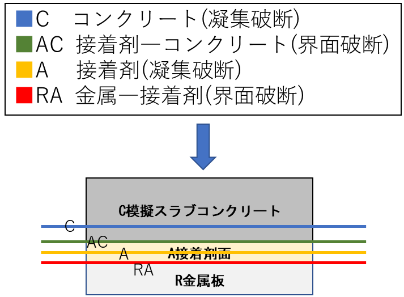 C コンクリート(凝集破断)
AC 接着剤ーコンクリート(界面破断)
A 接着剤(凝集破断)
RA 金属ー接着剤(界面破断)
C模擬スラブコンクリート
C
AC
A A接着剤面
RA
R金属板